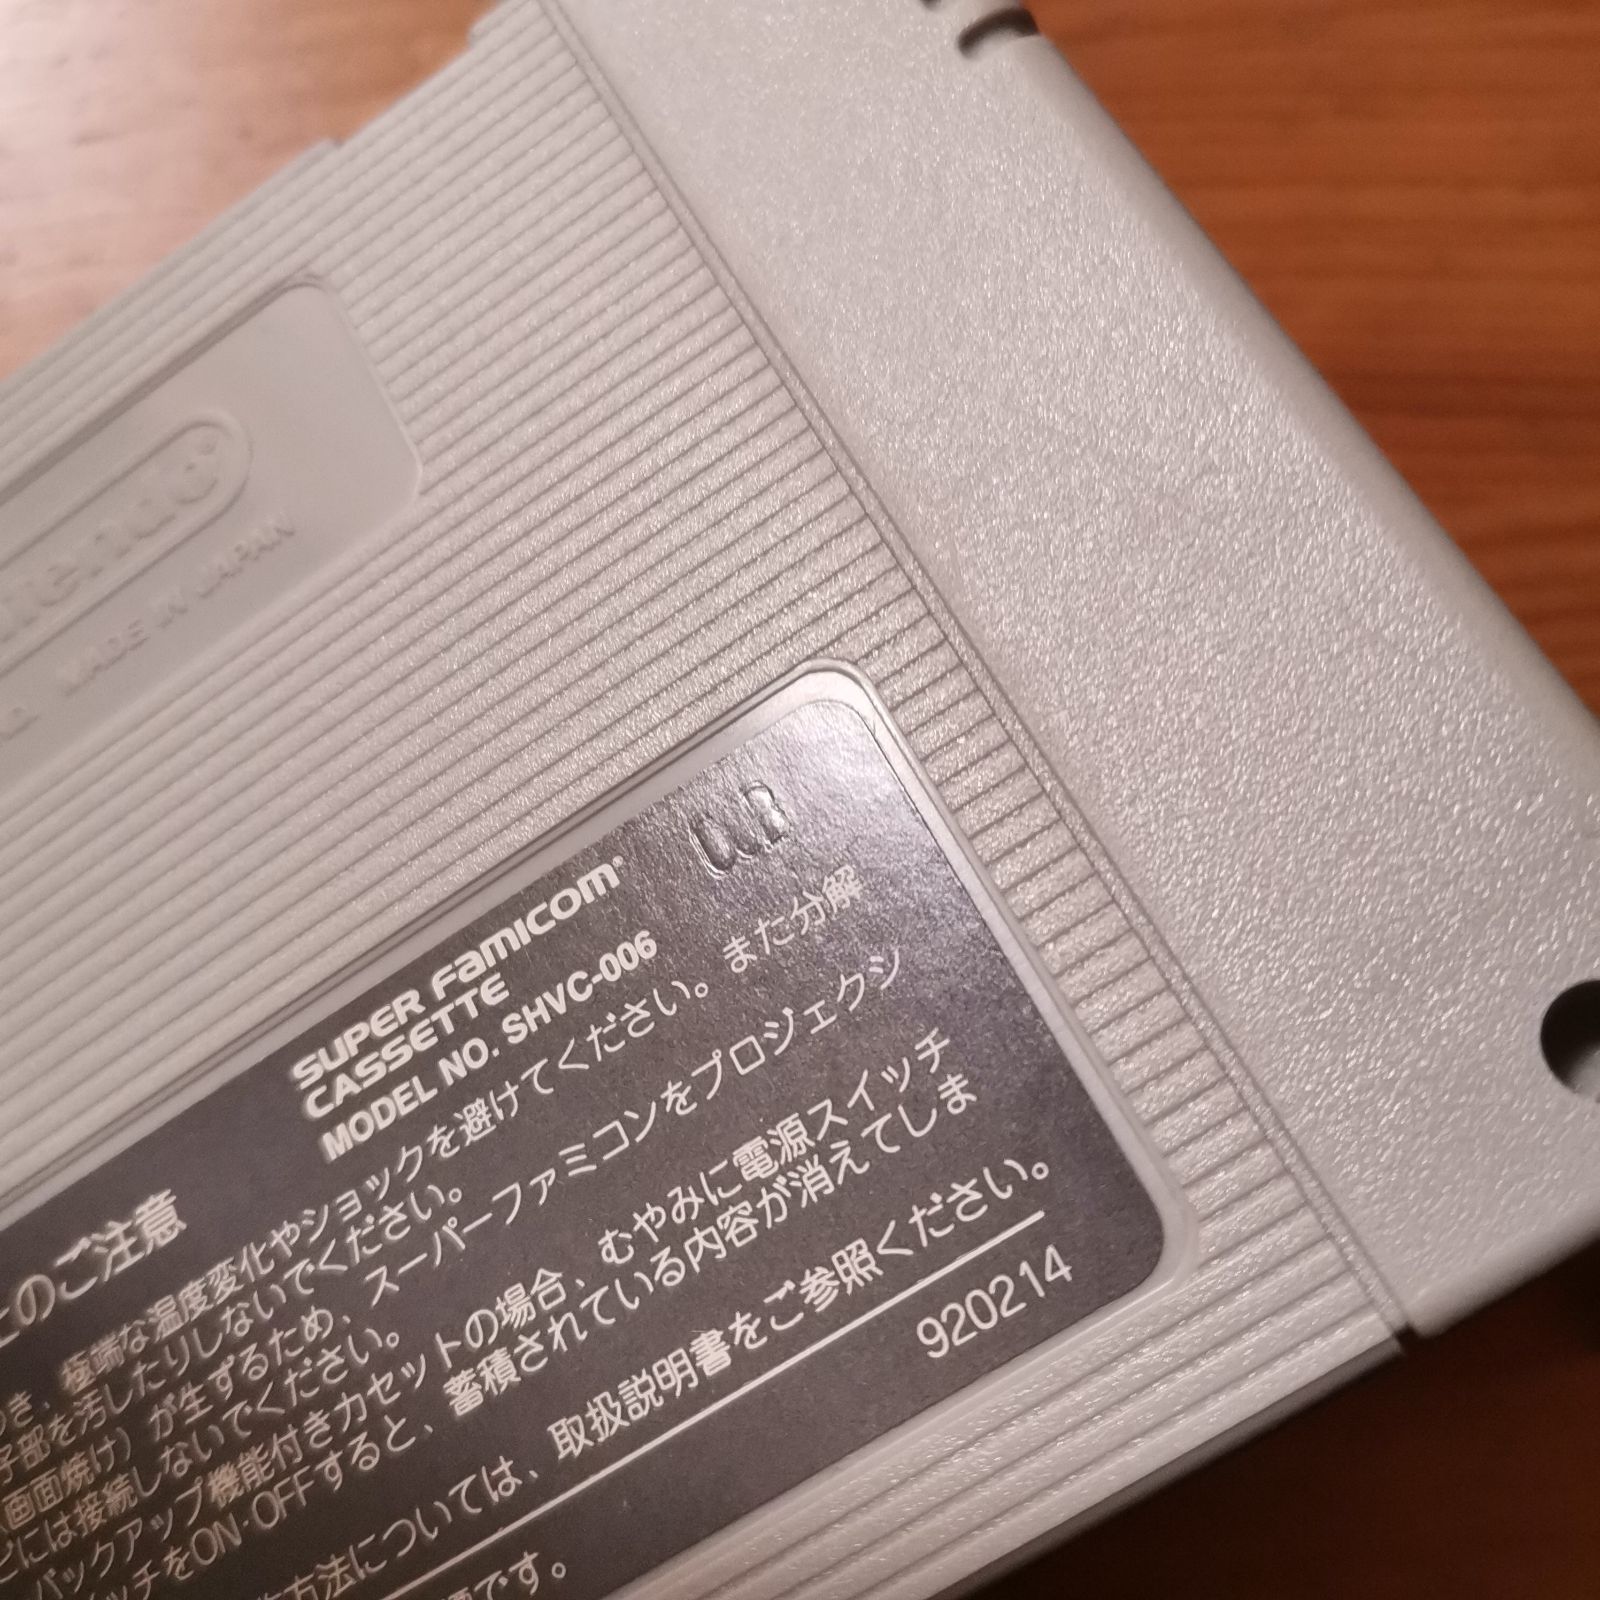 MADE IN JAPAN
SUPER Famicom
CASSETTE
MODEL NO. SHVC-006
のご注意
極端な温度変化やショックを避けてください。また分解
部を汚したりしないでください。
画面焼け）が生ずるため、スーパーファミコンをプロジェクシ
には接続しないでください。
バックアップ機能付きカセットの場合、むやみに電源スイッチ
ッチをON・OFFすると、蓄積されている内容が消えてしま
方法については、取扱説明書をご参照ください。
です。
920214